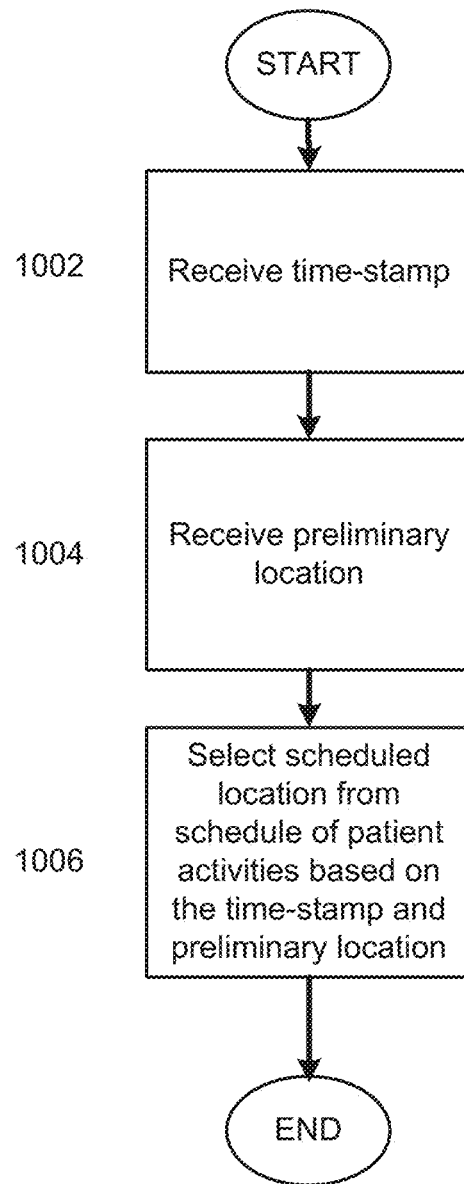 START
1002
Receive time-stamp
1004
Receive preliminary
location
1006
Select scheduled
location from
schedule of patient
activities based on
the time-stamp and
preliminary location
END